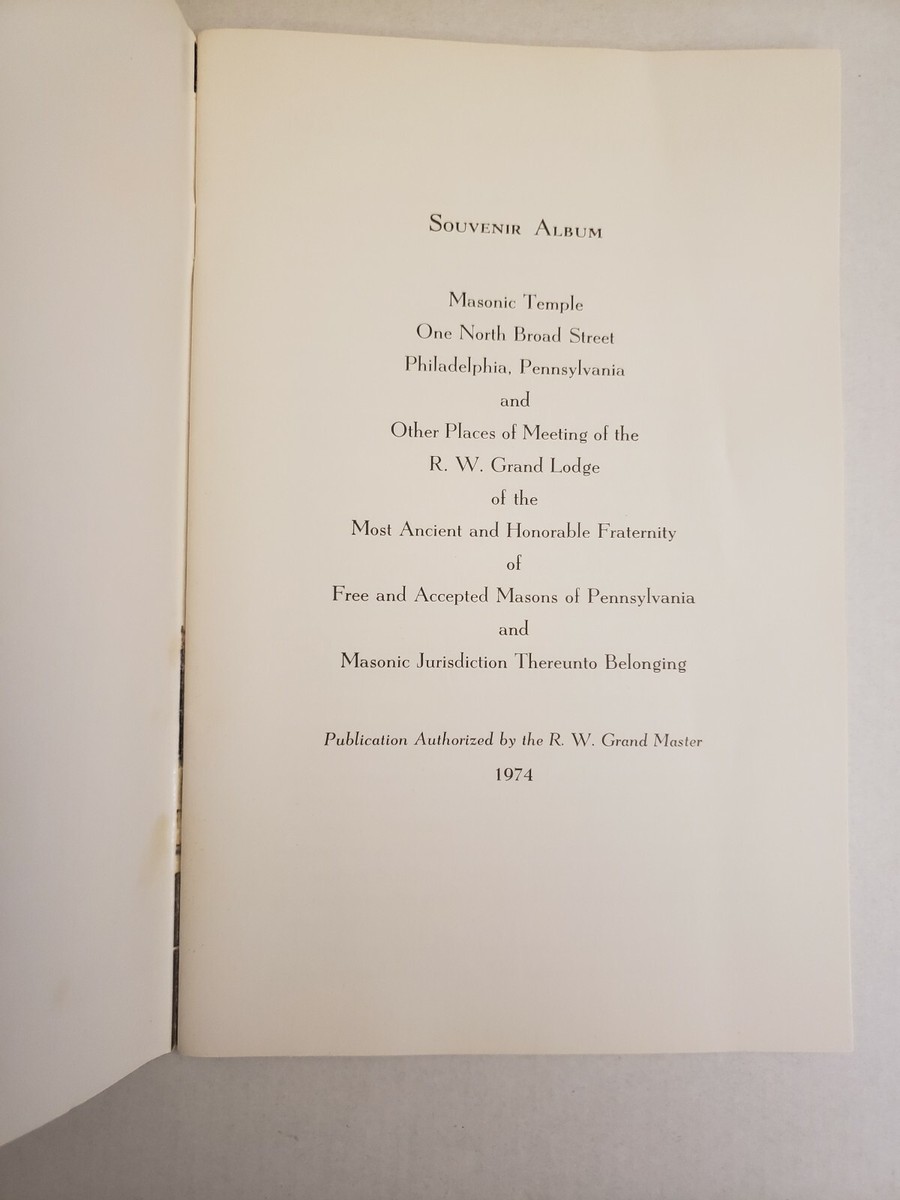 Souvenir Album
Masonic Temple
One North Broad Street
Philadelphia, Pennsylvania
and
Other Places of Meeting of the
R. W. Grand Lodge
of the
Most Ancient and Honorable Fraternity
of
Free and Accepted Masons of Pennsylvania
and
Masonic Jurisdiction Thereunto Belonging
Publication Authorized by the R. W. Grand Master
1974